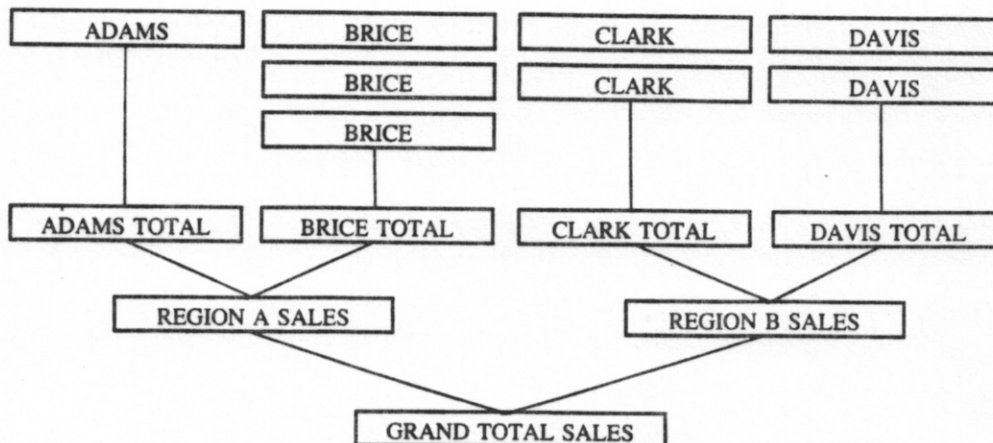 ADAMS BRICE CLARK DAVIS
BRICE CLARK DAVIS
BRICE
ADAMS TOTAL BRICE TOTAL CLARK TOTAL DAVIS TOTAL
REGION A SALES REGION B SALES
GRAND TOTAL SALES